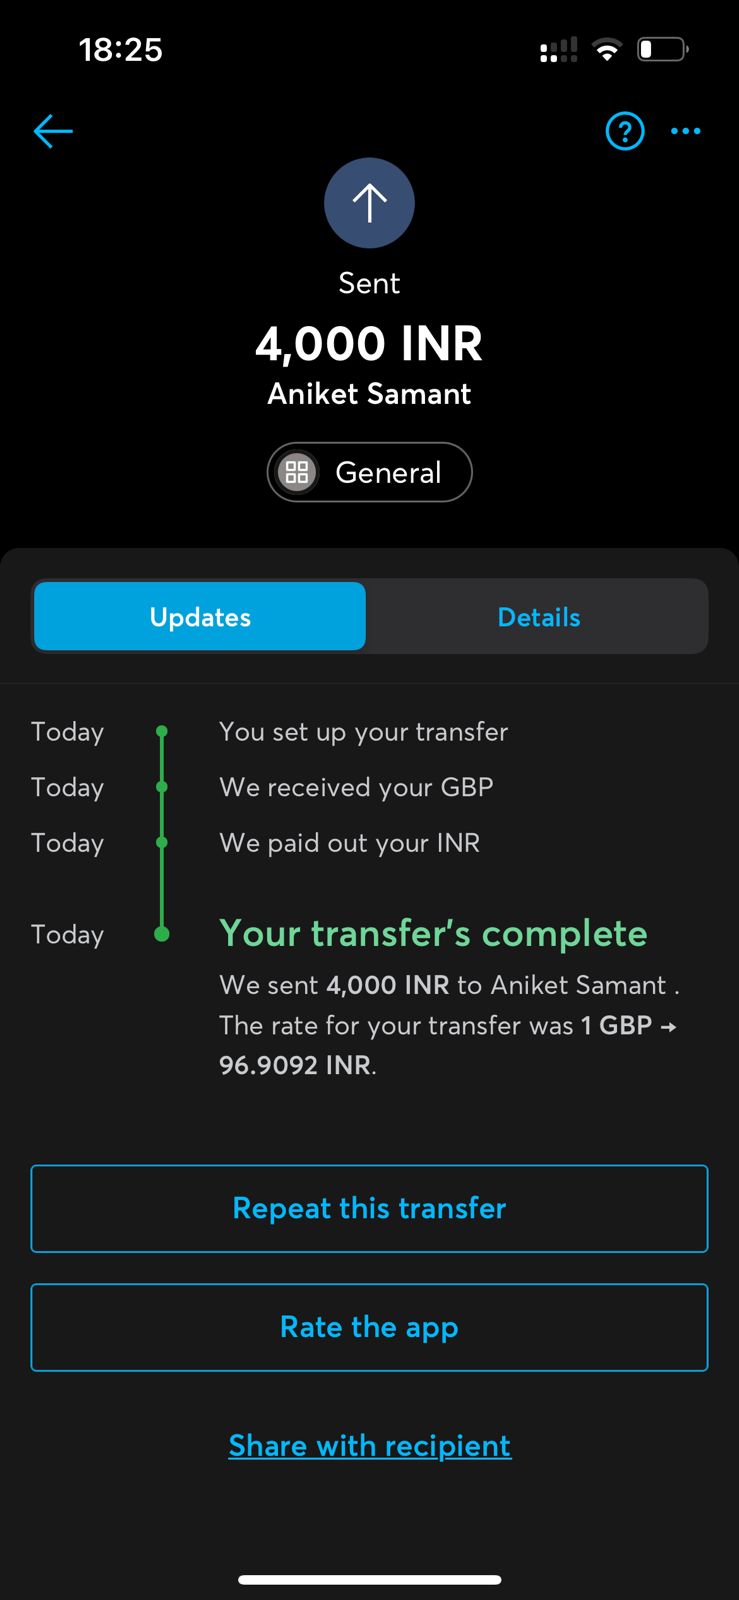 18:25
Sent
4,000 INR
Aniket Samant
General
Updates
Details
Today
You set up your transfer
Today
We received your GBP
Today
We paid out your INR
Today
Your transfer's complete
We sent 4,000 INR to Aniket Samant .
The rate for your transfer was 1 GBP →
96.9092 INR.
Repeat this transfer
Rate the app
Share with recipient